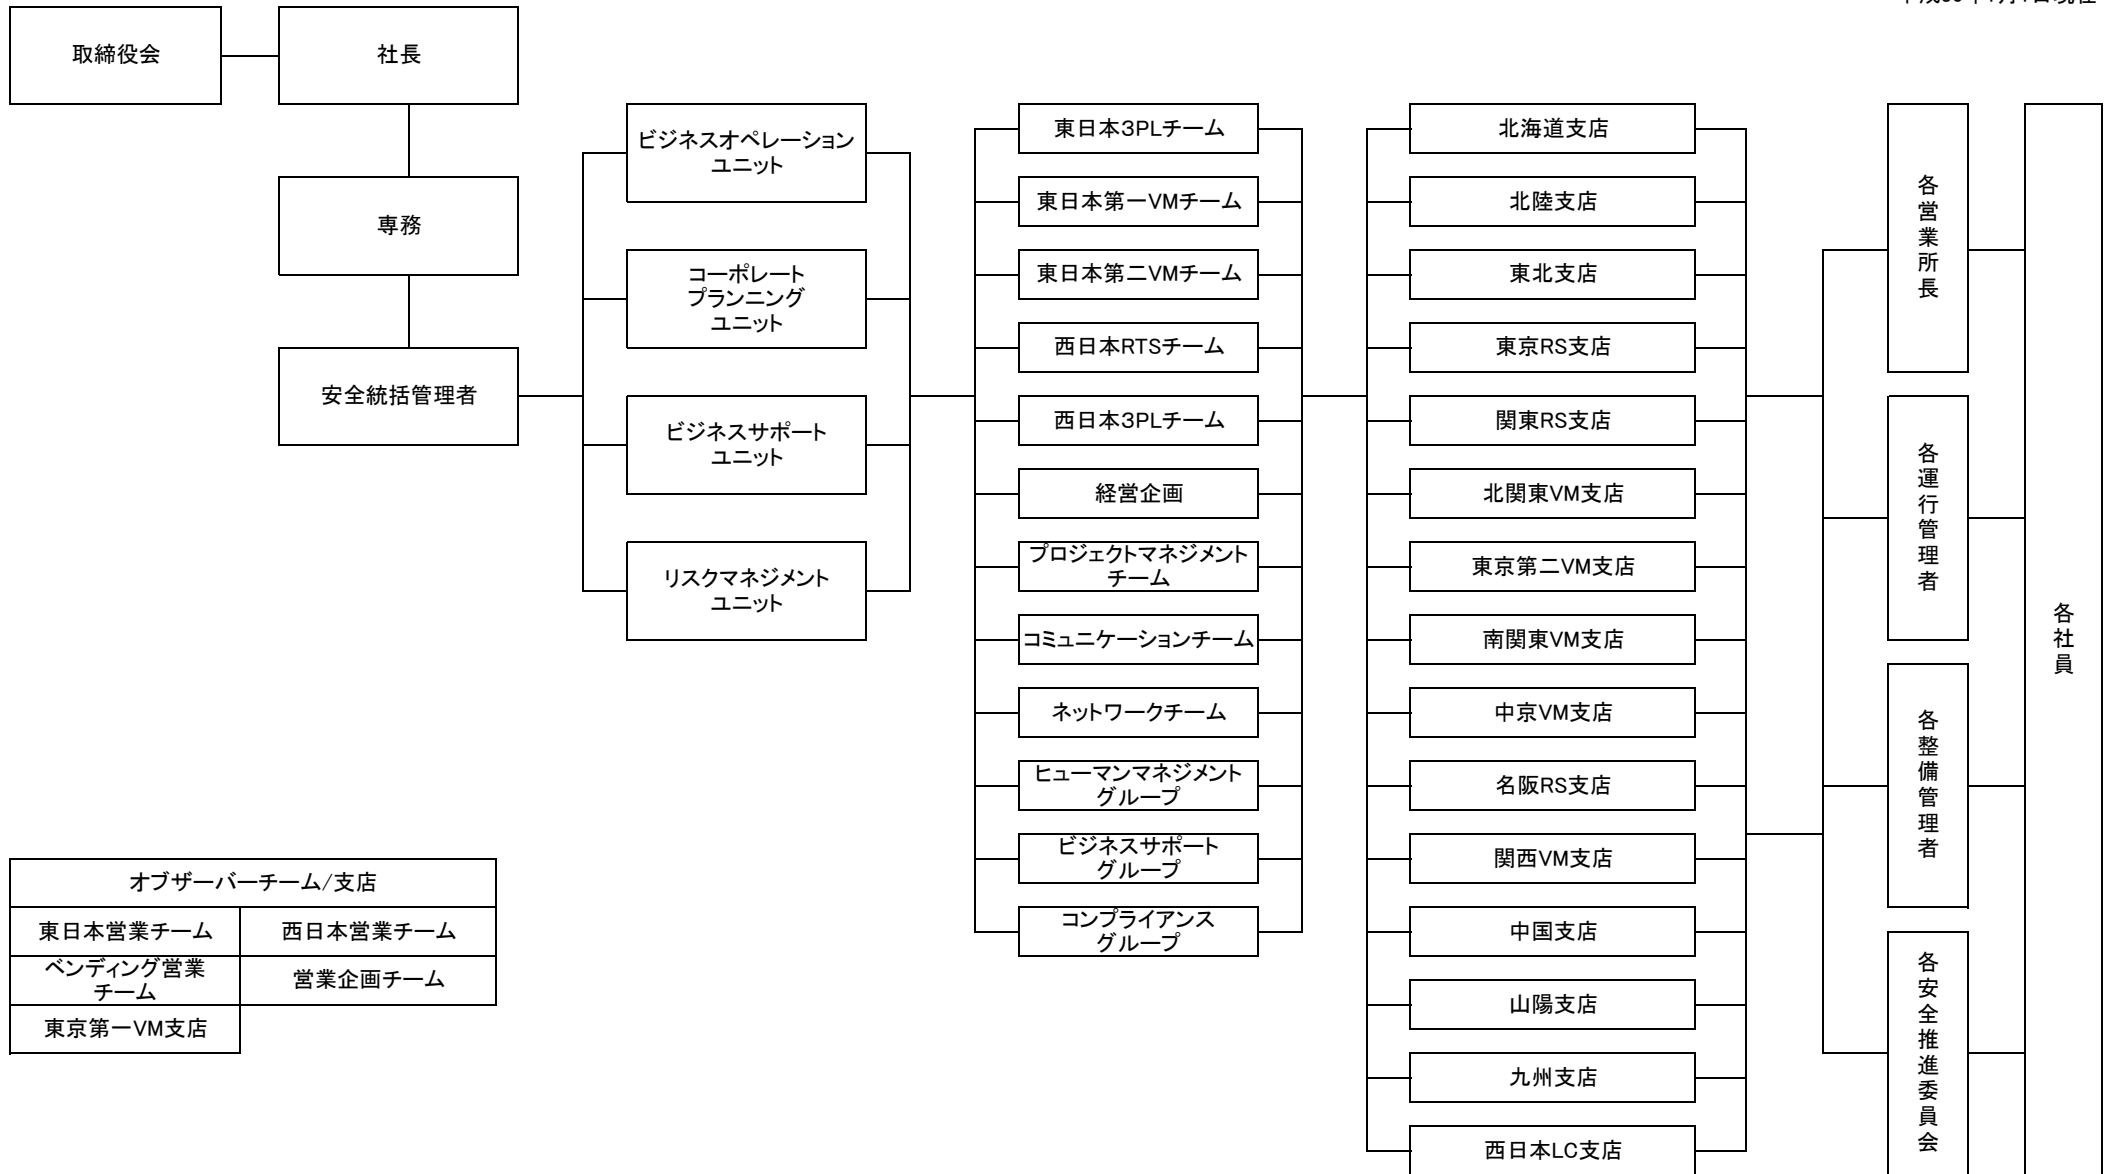 取締役会
社長
専務
安全統括管理者
ビジネスオペレーション
ユニット
コーポレート
プランニング
ユニット
ビジネスサポート
ユニット
リスクマネジメント
ユニット
東日本3PLチーム
東日本第一VMチーム
東日本第二VMチーム
西日本RTSチーム
西日本3PLチーム
経営企画
プロジェクトマネジメント
チーム
コミュニケーションチーム
ネットワークチーム
ヒューマンマネジメント
グループ
ビジネスサポート
グループ
コンプライアンス
グループ
北海道支店
北陸支店
東北支店
東京RS支店
関東RS支店
北関東VM支店
東京第二VM支店
南関東VM支店
中京VM支店
名阪RS支店
関西VM支店
中国支店
山陽支店
九州支店
西日本LC支店
各営業所長
各運行管理者
各整備管理者
各安全推進委員会
各社員
オブザーバーチーム/支店
東日本営業チーム
西日本営業チーム
ベンディング営業
チーム
営業企画チーム
東京第一VM支店